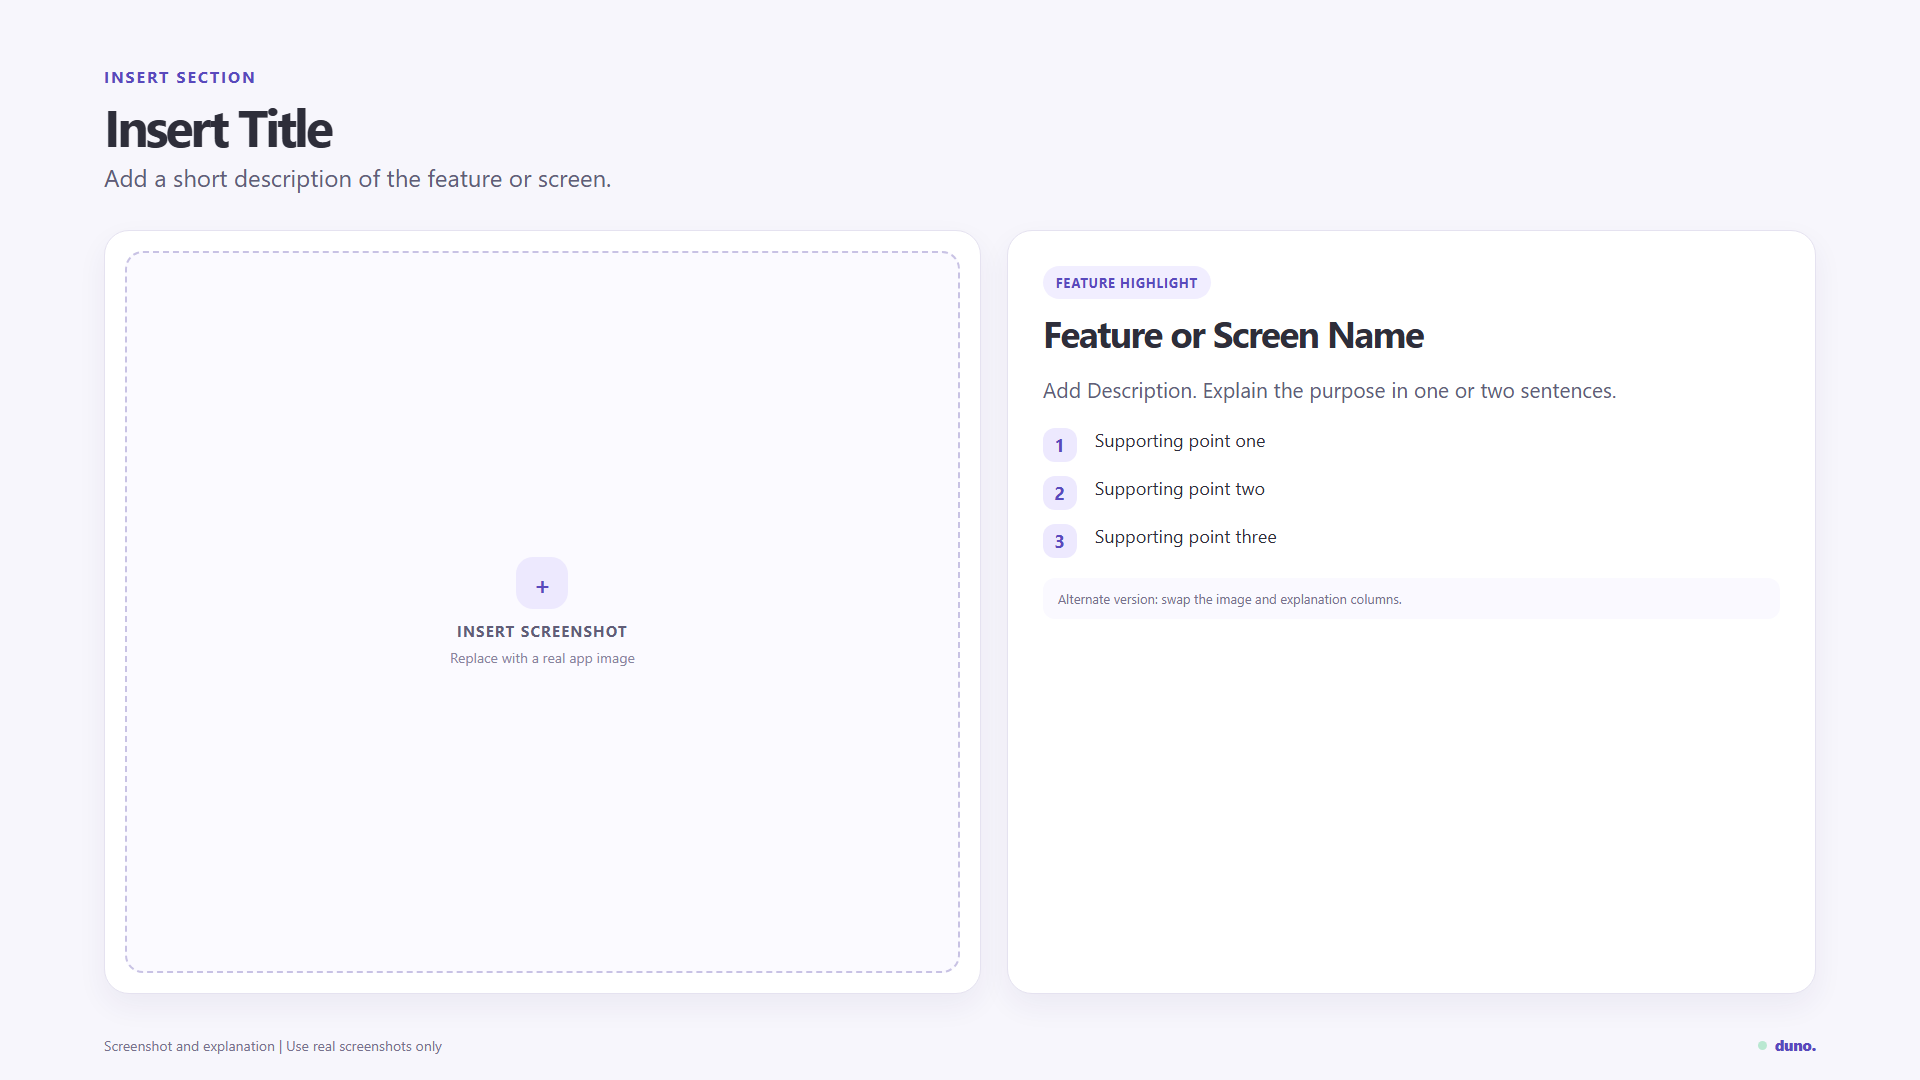 INSERT SECTION
Insert Title
Add a short description of the feature or screen.
+
INSERT SCREENSHOT
Replace with a real app image
FEATURE HIGHLIGHT
Feature or Screen Name
Add Description. Explain the purpose in one or two sentences.
1 Supporting point one
2 Supporting point two
3 Supporting point three
Alternate version: swap the image and explanation columns.
Screenshot and explanation | Use real screenshots only
duno.